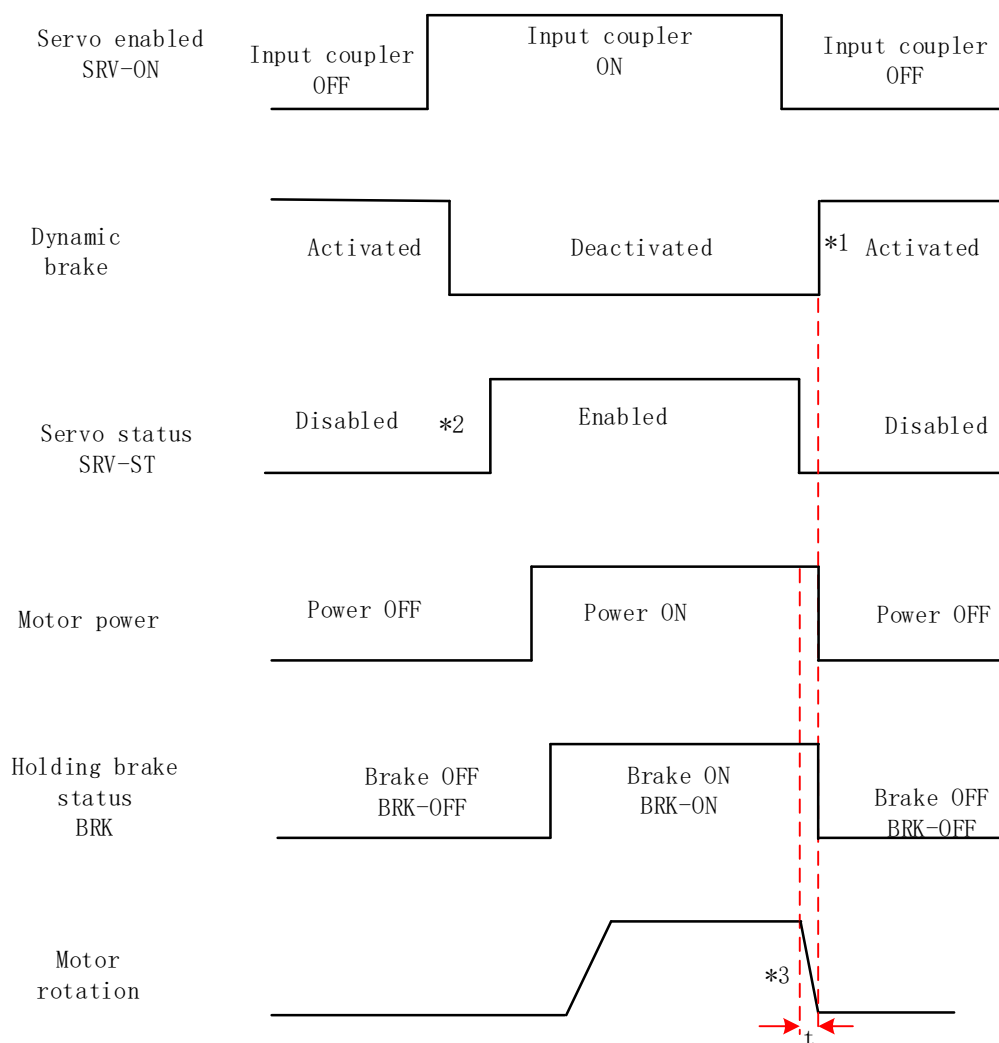 Servo enabled
SRV-ON
Input coupler
OFF
Input coupler
ON
Input coupler
OFF
Dynamic
brake
Activated
Deactivated
*1
Activated
Servo status
SRV-ST
Disabled
*2
Enabled
Disabled
Motor power
Power OFF
Power ON
Power OFF
Holding brake
status
BRK
Brake OFF
BRK-OFF
Brake ON
BRK-ON
Brake OFF
BRK-OFF
Motor
rotation
*3
t